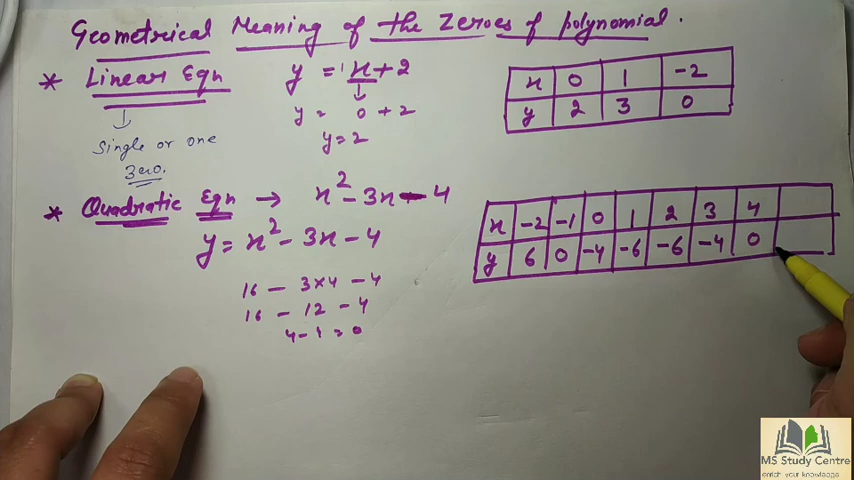 Geometrical Meaning of the Zeroes of polynomial.
* Linear Eqn
y = 1x+2
y = 0 + 2
y = 2
Single or one
Zero.
x 0 1 -2
y 2 3 0
* Quadratic Eqn → x² - 3x - 4
y = x² - 3x - 4
16 - 3×4 - 4
16 - 12 - 4
4 - 4 = 0
x -2 -1 0 1 2 3 4
y 6 0 -4 -6 -6 -4 0
MS Study Centre
enrich your knowledge